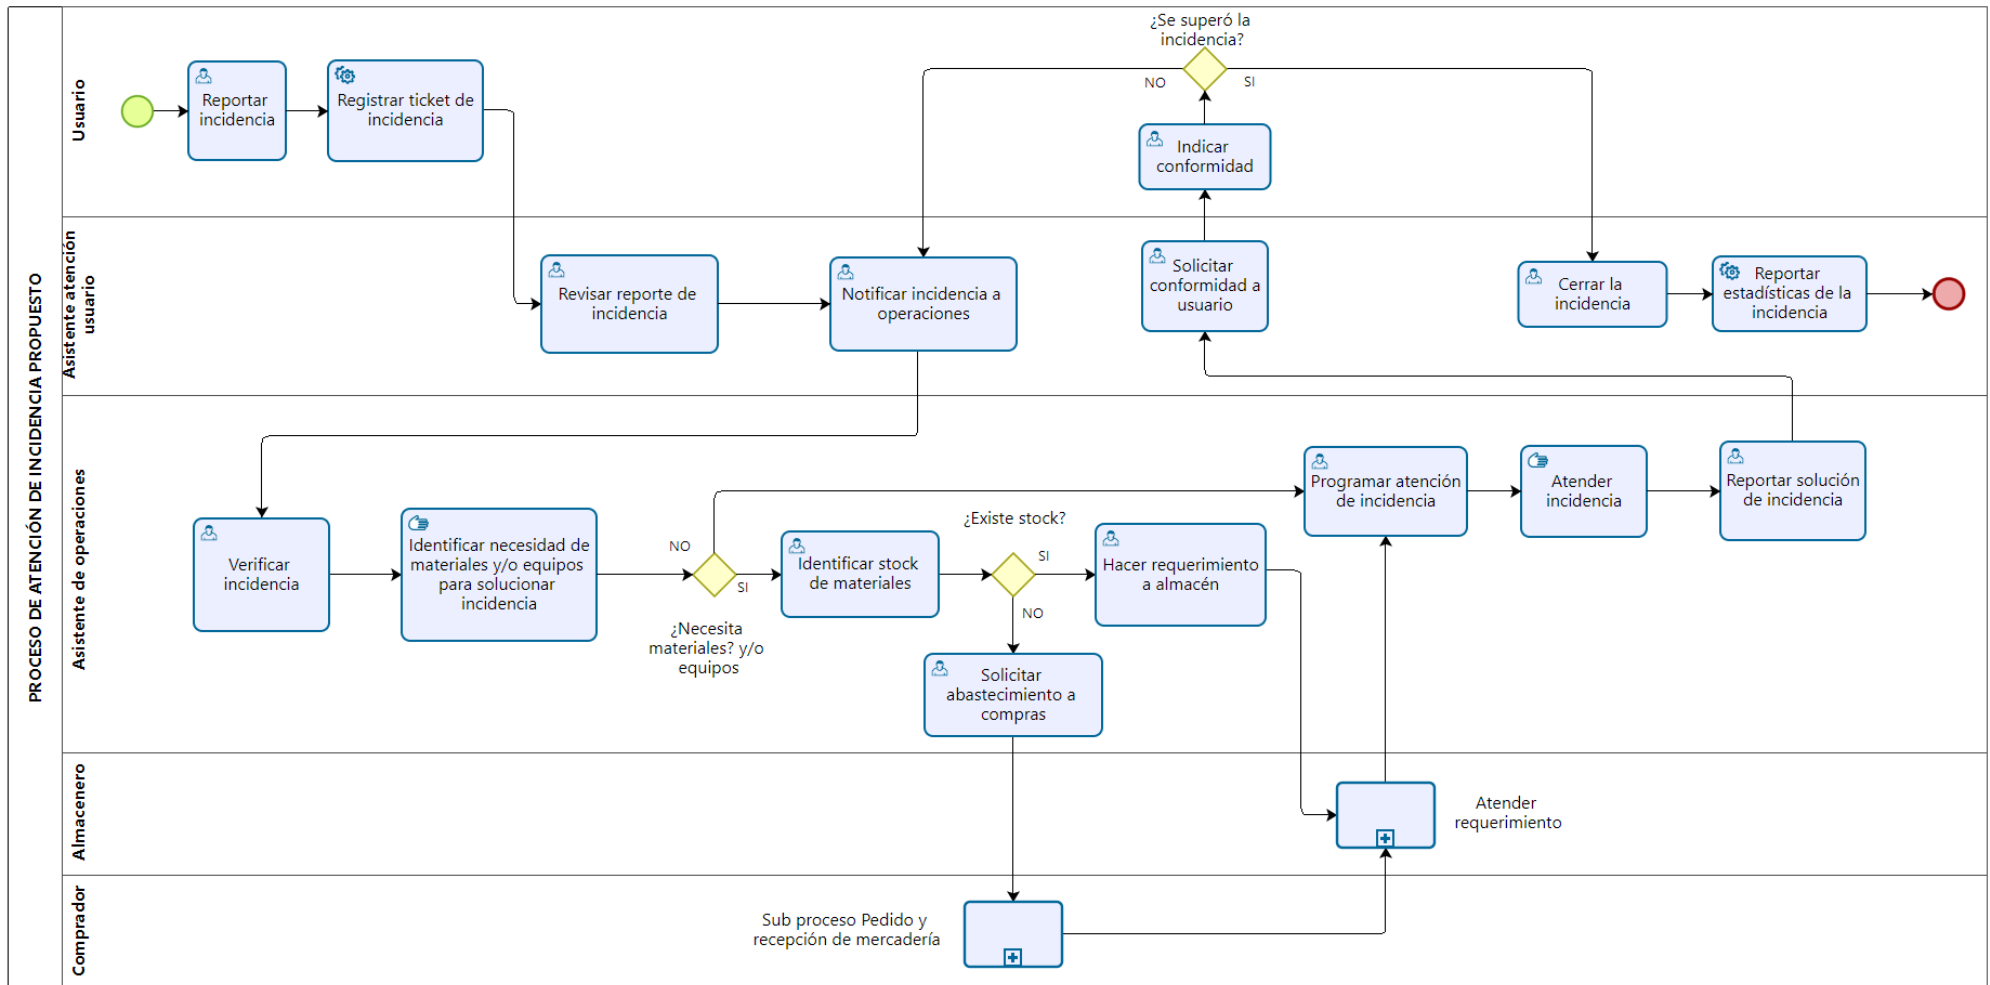 PROCESO DE ATENCIÓN DE INCIDENCIA PROPUESTO
Usuario
Reportar
incidencia
Registrar ticket de
incidencia
¿Se superó la
incidencia?
NO
SI
Indicar
conformidad
Asistente atención
usuario
Revisar reporte de
incidencia
Notificar incidencia a
operaciones
Solicitar
conformidad a
usuario
Cerrar la
incidencia
Reportar
estadísticas de la
incidencia
Asistente de operaciones
Verificar
incidencia
Identificar necesidad de
materiales y/o equipos
para solucionar
incidencia
NO
SI
¿Necesita
materiales? y/o
equipos
Identificar stock
de materiales
¿Existe stock?
SI
NO
Hacer requerimiento
a almacén
Solicitar
abastecimiento a
compras
Programar atención
de incidencia
Atender
incidencia
Reportar solución
de incidencia
Almacenero
Atender
requerimiento
Comprador
Sub proceso Pedido y
recepción de mercadería